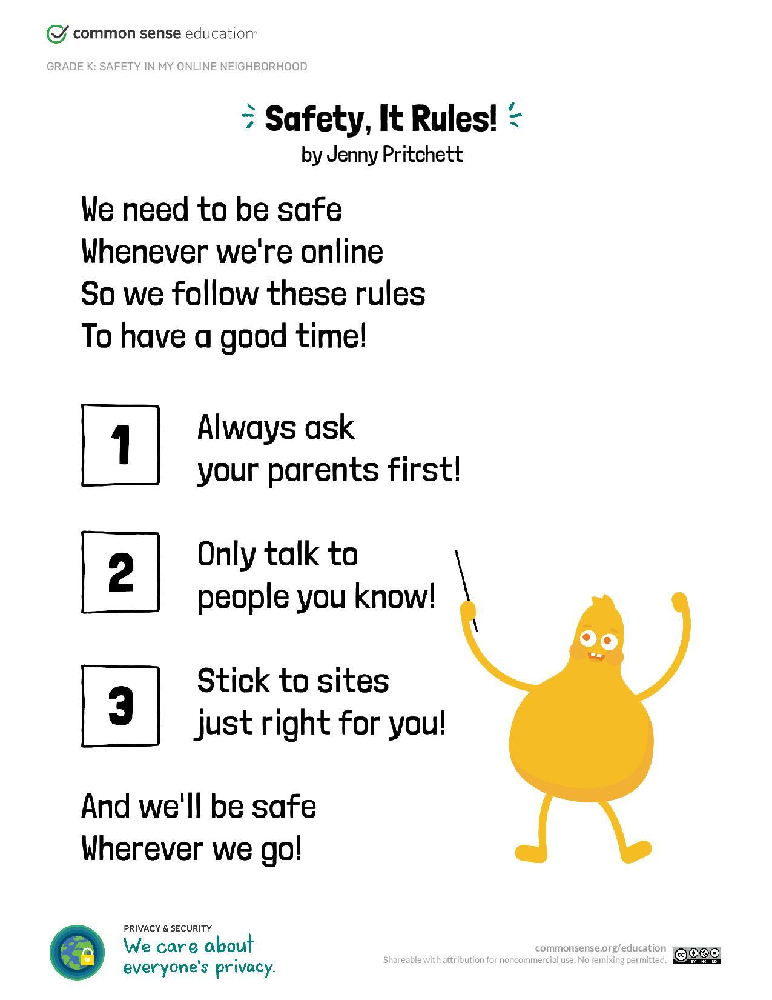 common sense education®
GRADE K: SAFETY IN MY ONLINE NEIGHBORHOOD
Safety, It Rules!
by Jenny Pritchett
We need to be safe
Whenever we're online
So we follow these rules
To have a good time!
1
Always ask
your parents first!
2
Only talk to
people you know!
3
Stick to sites
just right for you!
And we'll be safe
Wherever we go!
PRIVACY & SECURITY
We care about
everyone's privacy.
commonsense.org/education
Shareable with attribution for noncommercial use. No remixing permitted.
cc
BY NC ND